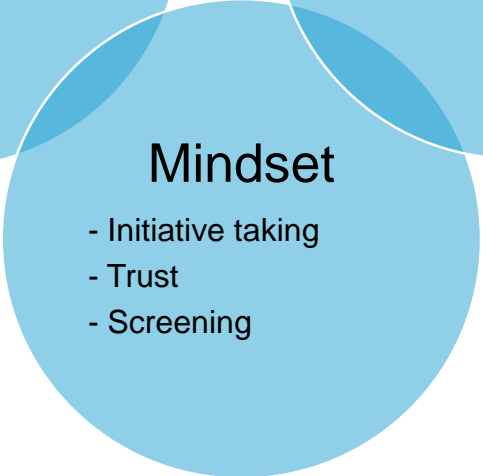 Mindset
- Initiative taking
- Trust
- Screening